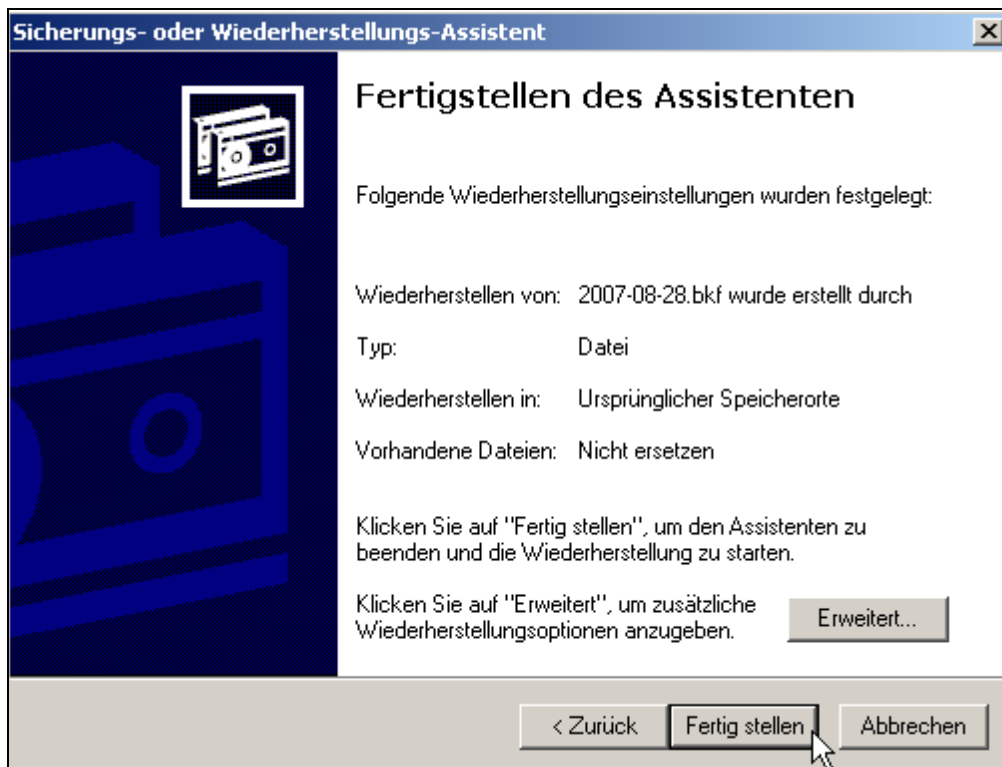 Sicherungs- oder Wiederherstellungs-Assistent
Fertigstellen des Assistenten
Folgende Wiederherstellungseinstellungen wurden festgelegt:
Wiederherstellen von: 2007-08-28.bkf wurde erstellt durch
Typ: Datei
Wiederherstellen in: Ursprünglicher Speicherorte
Vorhandene Dateien: Nicht ersetzen
Klicken Sie auf "Fertig stellen", um den Assistenten zu
beenden und die Wiederherstellung zu starten.
Klicken Sie auf "Erweitert", um zusätzliche
Wiederherstellungsoptionen anzugeben.
Erweitert...
< Zurück Fertig stellen Abbrechen